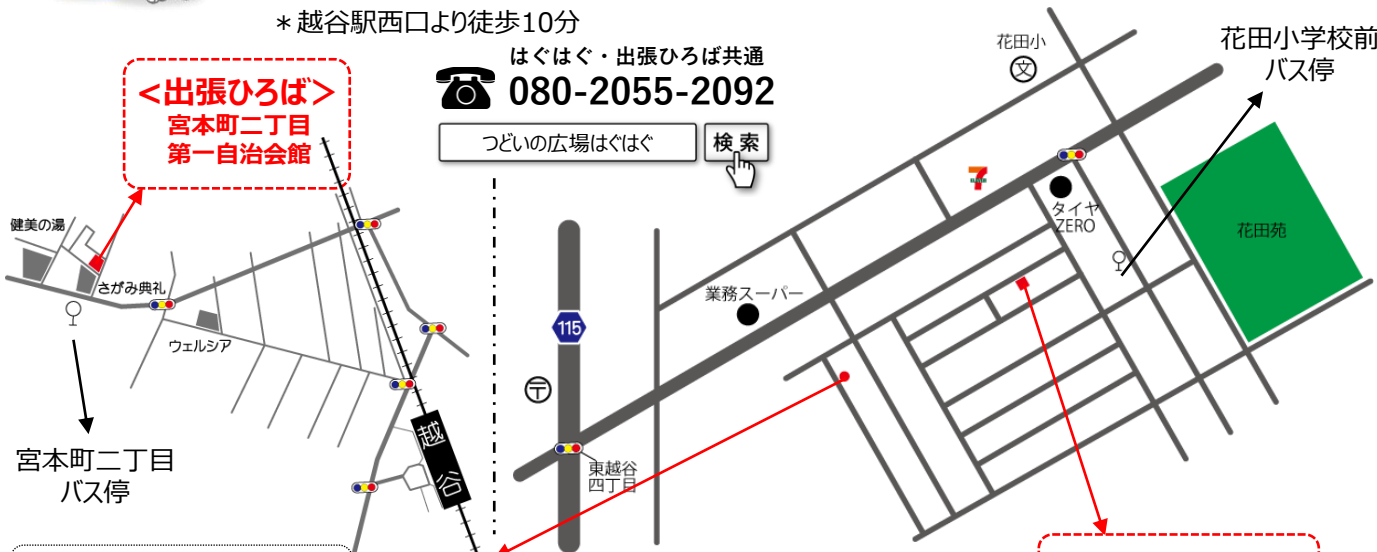 ＊越谷駅西口より徒歩10分
はぐはぐ・出張ひろば共通
080-2055-2092
つどいの広場はぐはぐ
検索
<出張ひろば>
宮本町二丁目
第一自治会館
健美の湯
さがみ典礼
ウェルシア
宮本町二丁目
バス停
越谷
115
〒
東越谷
四丁目
業務スーパー
花田小
文
7
タイヤ
ZERO
花田小学校前
バス停
花田苑